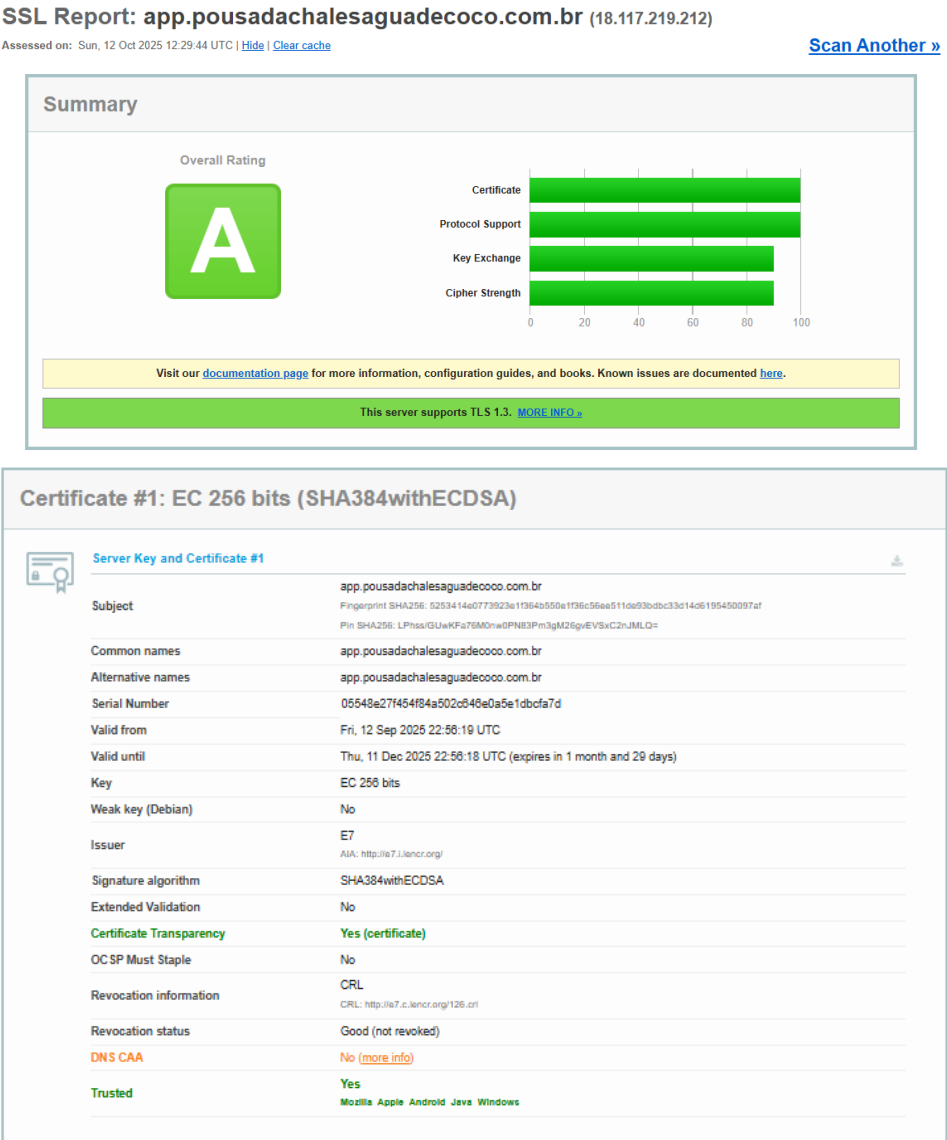 SSL Report: app.pousadachalesaguadecoco.com.br (18.117.219.212)
Assessed on: Sun, 12 Oct 2025 12:29:44 UTC | Hide | Clear cache
Scan Another »
Summary
Overall Rating
A
Certificate
Protocol Support
Key Exchange
Cipher Strength
0 20 40 60 80 100
Visit our documentation page for more information, configuration guides, and books. Known issues are documented here.
This server supports TLS 1.3. MORE INFO »
Certificate #1: EC 256 bits (SHA384withECDSA)
Server Key and Certificate #1
Subject
app.pousadachalesaguadecoco.com.br
Fingerprint SHA256: 5253414e0773923e1f364b550e1f36c56ee511de93bdbc33d14d6195450097af
Pin SHA256: LPhss/GUwKFa76M0nw0PN83Pm3gM26gvEVSxC2nJMLQ=
Common names app.pousadachalesaguadecoco.com.br
Alternative names app.pousadachalesaguadecoco.com.br
Serial Number 05548e27f454f84a502c646e0a5e1dbcfa7d
Valid from Fri, 12 Sep 2025 22:56:19 UTC
Valid until Thu, 11 Dec 2025 22:56:18 UTC (expires in 1 month and 29 days)
Key EC 256 bits
Weak key (Debian) No
Issuer
E7
AIA: http://e7.i.lencr.org/
Signature algorithm SHA384withECDSA
Extended Validation No
Certificate Transparency Yes (certificate)
OCSP Must Staple No
Revocation information
CRL
CRL: http://e7.c.lencr.org/126.crl
Revocation status Good (not revoked)
DNS CAA No (more info)
Trusted
Yes
Mozilla Apple Android Java Windows